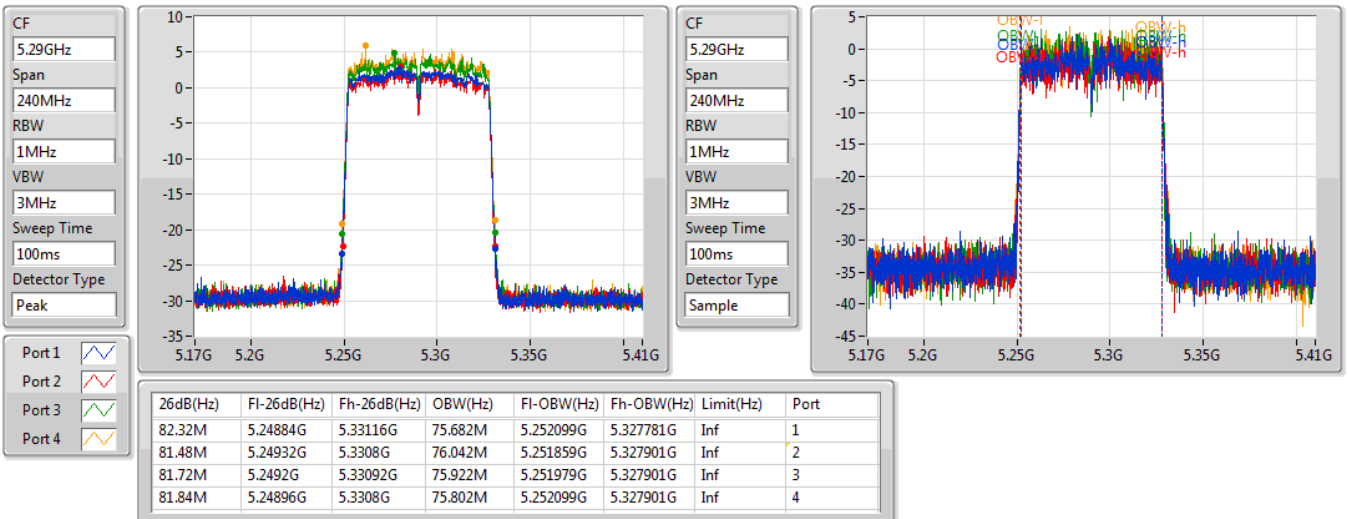 CF
5.29GHz
Span
240MHz
RBW
1MHz
VBW
3MHz
Sweep Time
100ms
Detector Type
Peak
10
5
0
-5
-10
-15
-20
-25
-30
-35
5.17G 5.2G 5.25G 5.3G 5.35G 5.41G
CF
5.29GHz
Span
240MHz
RBW
1MHz
VBW
3MHz
Sweep Time
100ms
Detector Type
Sample
5
0
-5
-10
-15
-20
-25
-30
-35
-40
-45
OBW-l OBW-h
5.17G 5.2G 5.25G 5.3G 5.35G 5.41G
Port 1
Port 2
Port 3
Port 4
26dB(Hz) Fl-26dB(Hz) Fh-26dB(Hz) OBW(Hz) Fl-OBW(Hz) Fh-OBW(Hz) Limit(Hz) Port
82.32M 5.24884G 5.33116G 75.682M 5.252099G 5.327781G Inf 1
81.48M 5.24932G 5.3308G 76.042M 5.251859G 5.327901G Inf 2
81.72M 5.2492G 5.33092G 75.922M 5.251979G 5.327901G Inf 3
81.84M 5.24896G 5.3308G 75.802M 5.252099G 5.327901G Inf 4